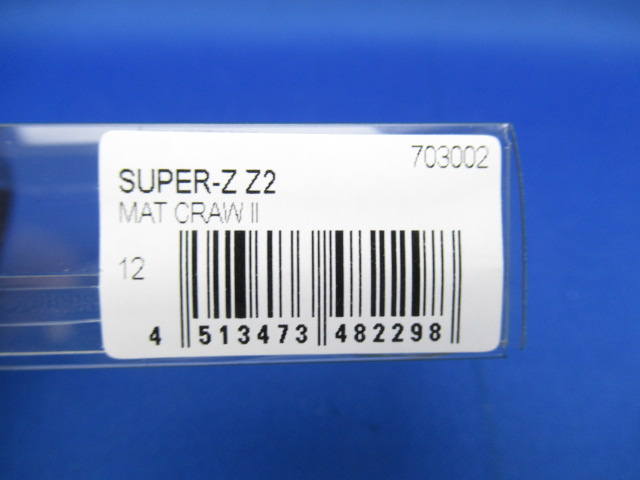 703002
SUPER-Z Z2
MAT CRAW II
12
4 513473 482298